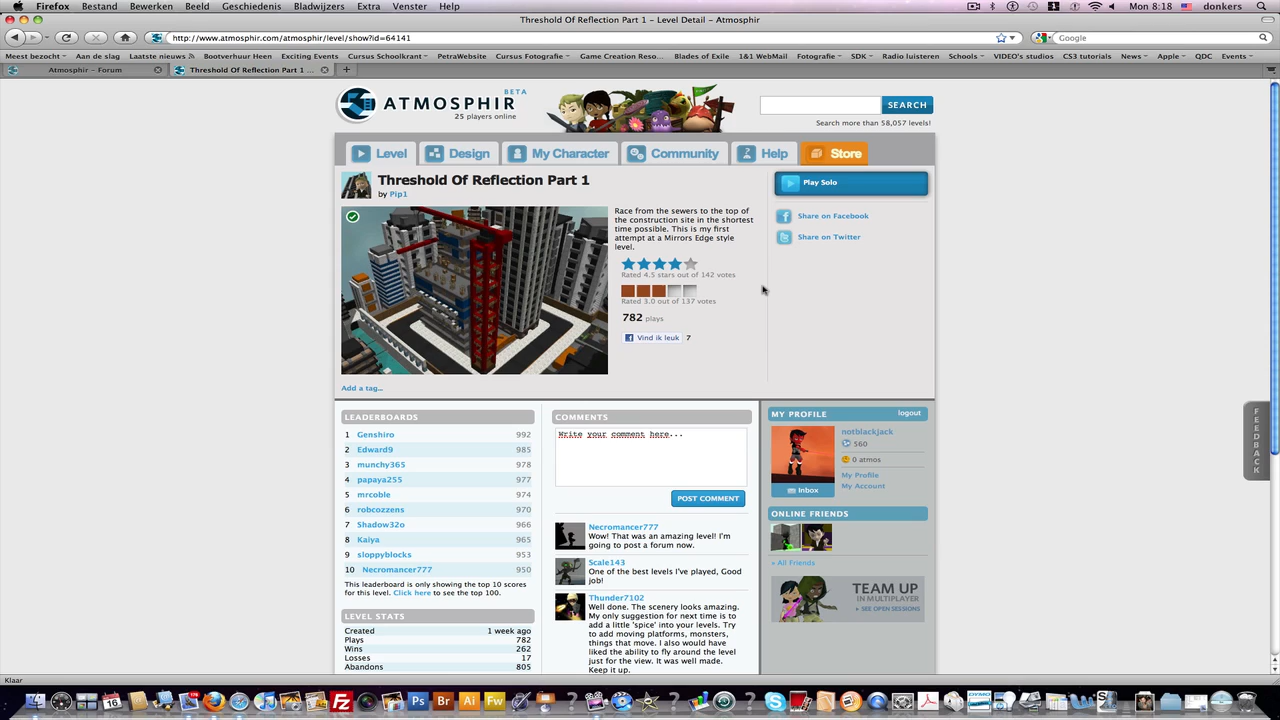 Firefox Bestand Bewerken Beeld Geschiedenis Bladwijzers Extra Venster Help
Mon 8:18 donkers
Threshold Of Reflection Part 1 - Level Detail - Atmosphir
http://www.atmosphir.com/atmosphir/level/show?id=64141
Google
Meest bezocht Aan de slag Laatste nieuws Bootverhuur Heen Enquiry Cursus Schoolkrant PetraWebsite Cursus Fotografie Game Creation Reso... Blades of Exile 1&1 WebMail Fotografie SDK Radio luisteren Schools VIDEO's studios CS3 tutorials News Apple QDC Events
Atmosphir - Forum
Threshold Of Reflection Part 1 ...
BETA
ATMOSPHIR
25 players online
SEARCH
Search more than 58,057 levels!
Level Design My Character Community Help Store
Threshold Of Reflection Part 1
by Pip1
Race from the sewers to the top of
the construction site in the shortest
time possible. This is my first
attempt at a Mirrors Edge style
level.
Rated 4.5 stars out of 142 votes
Rated 3.0 out of 137 votes
782 plays
Vind ik leuk 7
Play Solo
Share on Facebook
Share on Twitter
Add a tag...
LEADERBOARDS
1 Genshiro 992
2 Edward9 985
3 munchy365 978
4 papaya255 977
5 mrcoble 974
6 robcozzens 970
7 Shadow32o 966
8 Kaiya 965
9 sloppyblocks 953
10 Necromancer777 950
This leaderboard is only showing the top 10 scores
for this level. Click here to see the top 100.
LEVEL STATS
Created 1 week ago
Plays 782
Wins 262
Losses 17
Abandons 805
COMMENTS
Write your comment here...
POST COMMENT
Necromancer777
Wow! That was an amazing level! I'm
going to post a forum now.
Scale143
One of the best levels I've played, Good
job!
Thunder7102
Well done. The scenery looks amazing.
My only suggestion for next time is to
add a little 'spice' into your levels. Try
to add moving platforms, monsters,
things that move. I also would have
liked the ability to fly around the level
just for the view. It was well made.
Keep it up.
MY PROFILE logout
notblackjack
560
0 atmos
My Profile
My Account
Inbox
ONLINE FRIENDS
» All Friends
TEAM UP
IN MULTIPLAYER
▸ SEE OPEN SESSIONS
FEEDBACK
Klaar